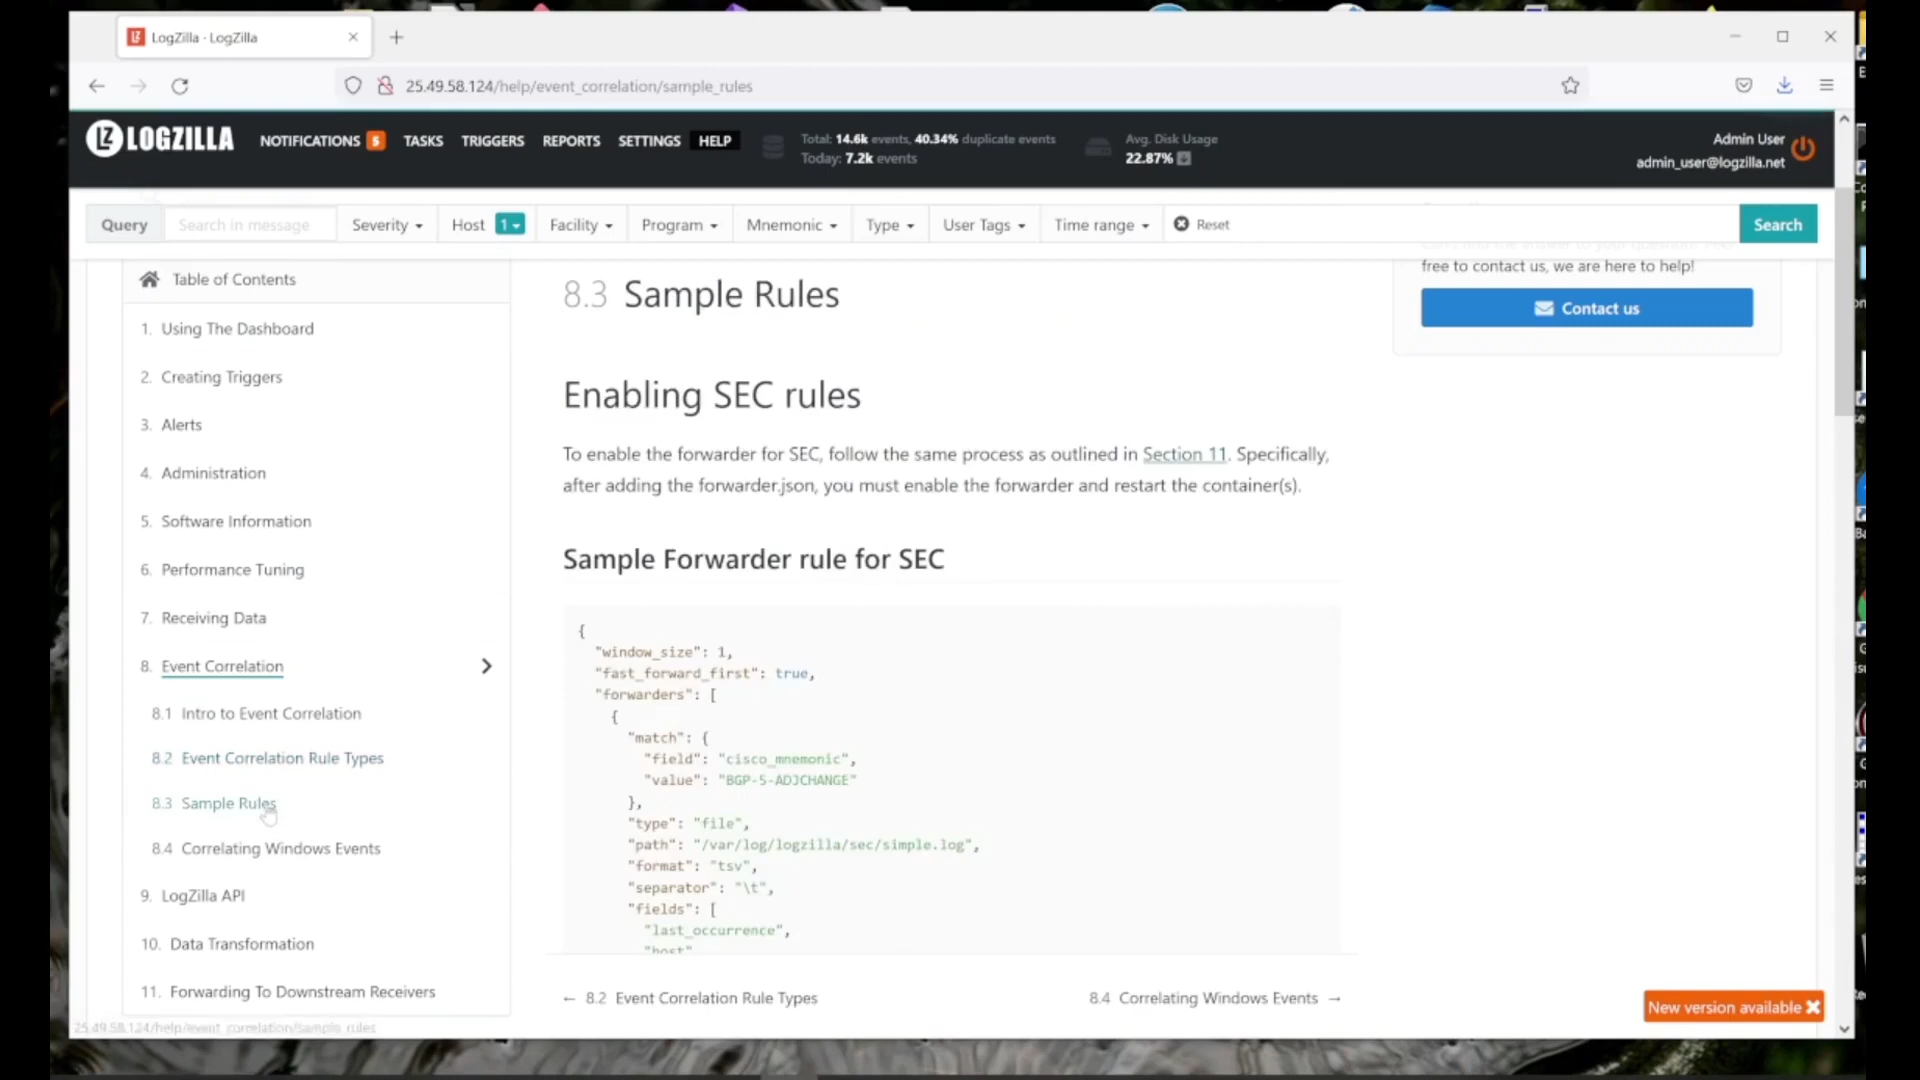 LogZilla · LogZilla
25.49.58.124/help/event_correlation/sample_rules
LZ LOGZILLA
NOTIFICATIONS 5 TASKS TRIGGERS REPORTS SETTINGS HELP
Total: 14.6k events, 40.34% duplicate events
Today: 7.2k events
Avg. Disk Usage
22.87%
Admin User
admin_user@logzilla.net
Query Search in message Severity Host 1 Facility Program Mnemonic Type User Tags Time range Reset Search
free to contact us, we are here to help!
Contact us
Table of Contents
1. Using The Dashboard
2. Creating Triggers
3. Alerts
4. Administration
5. Software Information
6. Performance Tuning
7. Receiving Data
8. Event Correlation
8.1 Intro to Event Correlation
8.2 Event Correlation Rule Types
8.3 Sample Rules
8.4 Correlating Windows Events
9. LogZilla API
10. Data Transformation
11. Forwarding To Downstream Receivers
8.3 Sample Rules
Enabling SEC rules
To enable the forwarder for SEC, follow the same process as outlined in Section 11. Specifically,
after adding the forwarder.json, you must enable the forwarder and restart the container(s).
Sample Forwarder rule for SEC
{
"window_size": 1,
"fast_forward_first": true,
"forwarders": [
{
"match": {
"field": "cisco_mnemonic",
"value": "BGP-5-ADJCHANGE"
},
"type": "file",
"path": "/var/log/logzilla/sec/simple.log",
"format": "tsv",
"separator": "\t",
"fields": [
"last_occurrence",
"host"
← 8.2 Event Correlation Rule Types
8.4 Correlating Windows Events →
New version available
25.49.58.124/help/event_correlation/sample_rules